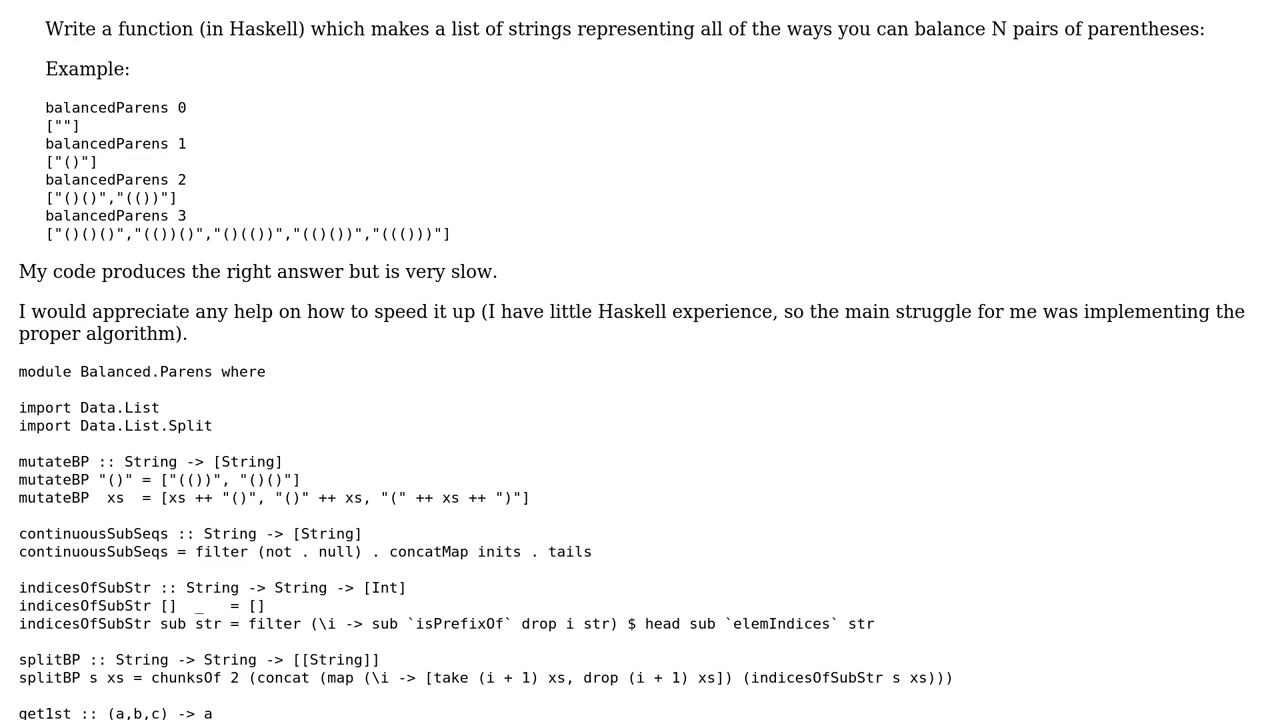 Write a function (in Haskell) which makes a list of strings representing all of the ways you can balance N pairs of parentheses:
Example:
balancedParens 0
[""]
balancedParens 1
["()"]
balancedParens 2
["()()","(())"]
balancedParens 3
["()()()","(())()","()(())","(()())","((()))"]
My code produces the right answer but is very slow.
I would appreciate any help on how to speed it up (I have little Haskell experience, so the main struggle for me was implementing the
proper algorithm).
module Balanced.Parens where
import Data.List
import Data.List.Split
mutateBP :: String -> [String]
mutateBP "()" = ["(())", "()()"]
mutateBP  xs  = [xs ++ "()", "()" ++ xs, "(" ++ xs ++ ")"]
continuousSubSeqs :: String -> [String]
continuousSubSeqs = filter (not . null) . concatMap inits . tails
indicesOfSubStr :: String -> String -> [Int]
indicesOfSubStr []  _   = []
indicesOfSubStr sub str = filter (\i -> sub `isPrefixOf` drop i str) $ head sub `elemIndices` str
splitBP :: String -> String -> [[String]]
splitBP s xs = chunksOf 2 (concat (map (\i -> [take (i + 1) xs, drop (i + 1) xs]) (indicesOfSubStr s xs)))
get1st :: (a,b,c) -> a